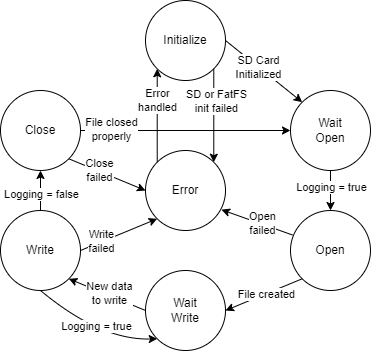 Initialize
SD Card
Initialized
Error
handled
SD or FatFS
init failed
Close
File closed
properly
Wait
Open
Close
failed
Logging = true
Logging = false
Error
Open
failed
Write
failed
Write
Open
New data
to write
File created
Wait
Write
Logging = true